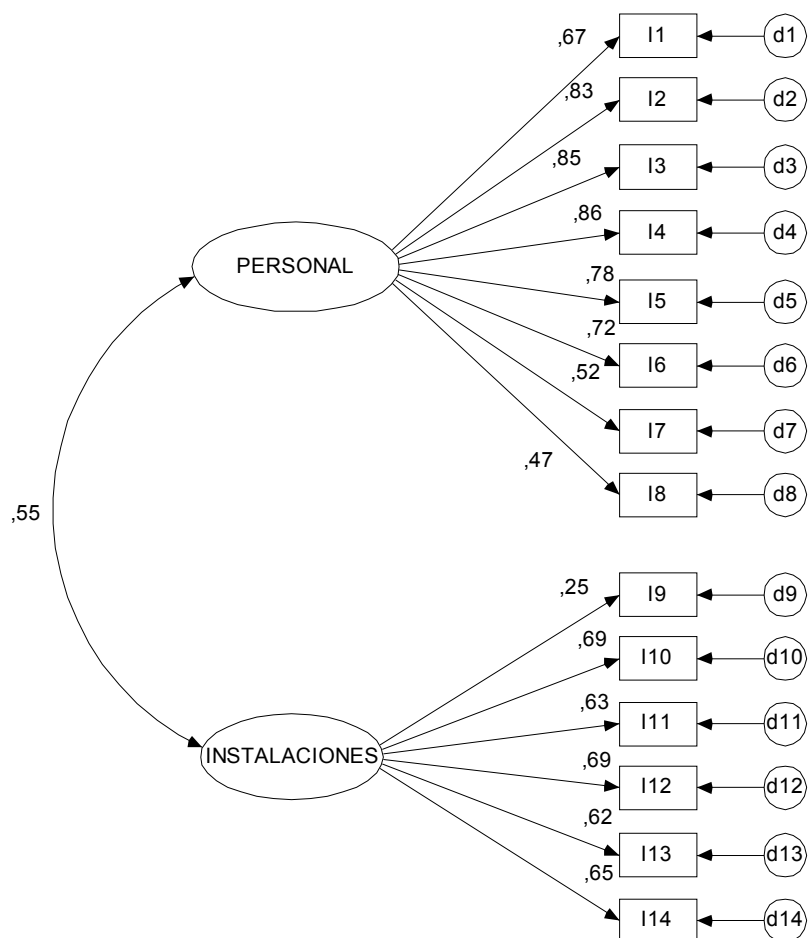 ,67
I1
d1
,83
I2
d2
,85
I3
d3
,86
I4
d4
PERSONAL
,78
I5
d5
,72
I6
d6
,52
I7
d7
,47
I8
d8
,55
,25
I9
d9
,69
I10
d10
,63
I11
d11
INSTALACIONES
,69
I12
d12
,62
I13
d13
,65
I14
d14